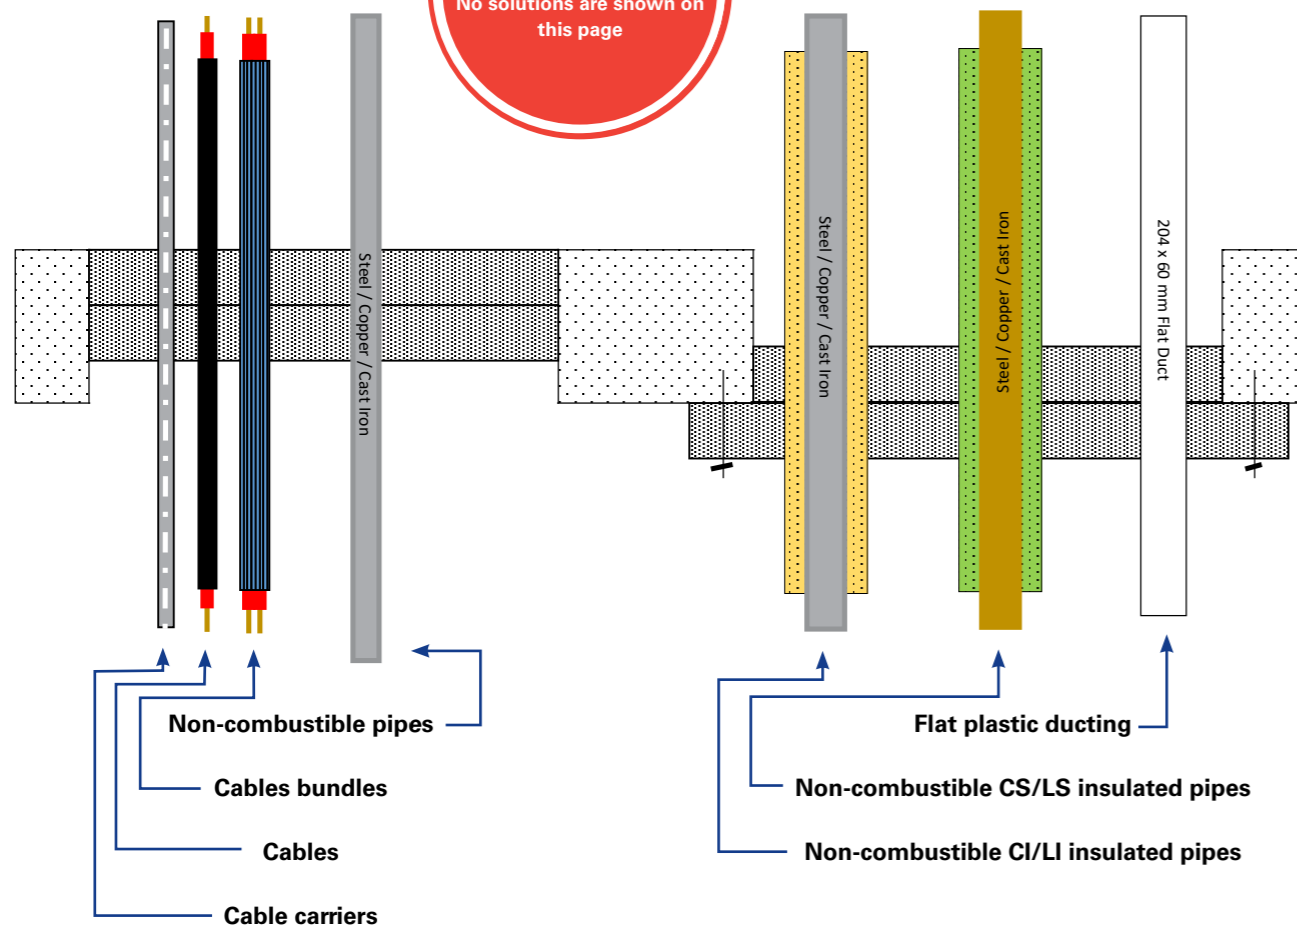 No solutions are shown on
this page
Steel / Copper / Cast Iron
Steel / Copper / Cast Iron
Steel / Copper / Cast Iron
204 x 60 mm Flat Duct
Non-combustible pipes
Cables bundles
Cables
Cable carriers
Flat plastic ducting
Non-combustible CS/LS insulated pipes
Non-combustible CI/LI insulated pipes